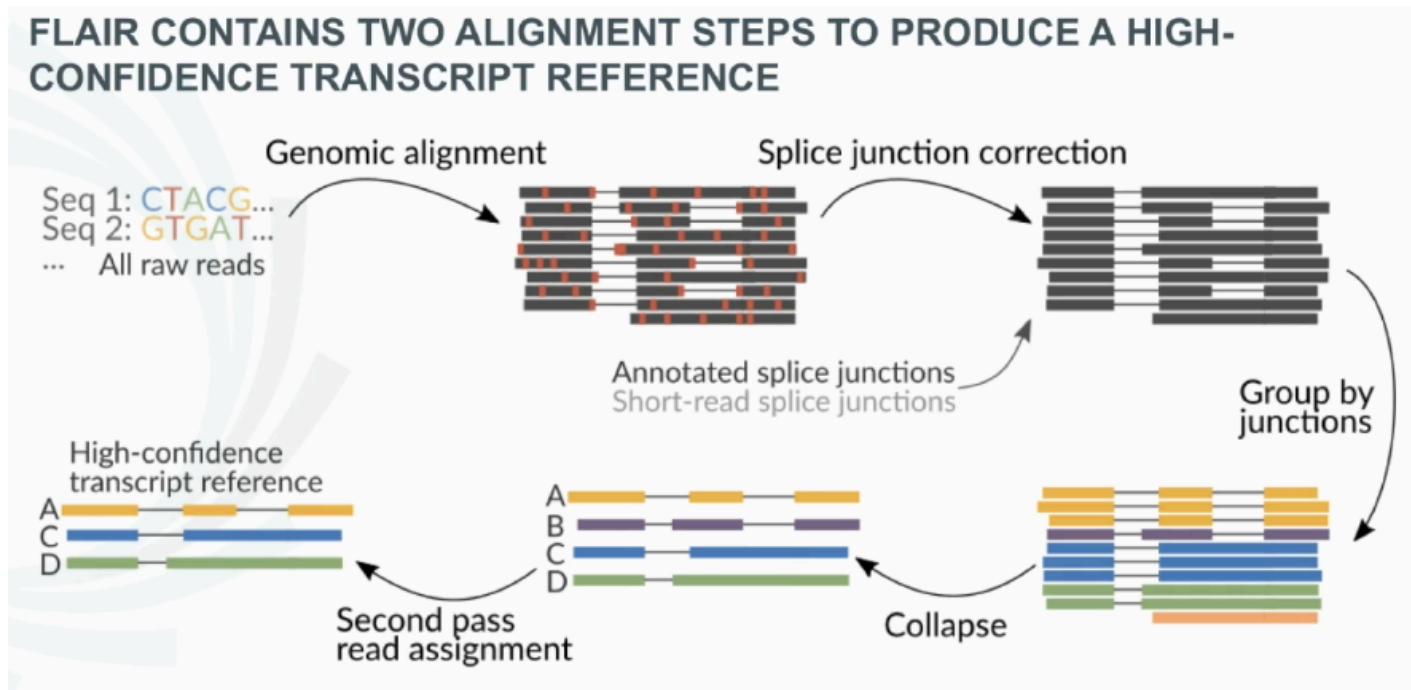 FLAIR CONTAINS TWO ALIGNMENT STEPS TO PRODUCE A HIGH-
CONFIDENCE TRANSCRIPT REFERENCE
Genomic alignment
Splice junction correction
Seq 1: CTACG...
Seq 2: GTGAT...
... All raw reads
Annotated splice junctions
Short-read splice junctions
Group by
junctions
High-confidence
transcript reference
A
C
D
A
B
C
D
Second pass
read assignment
Collapse